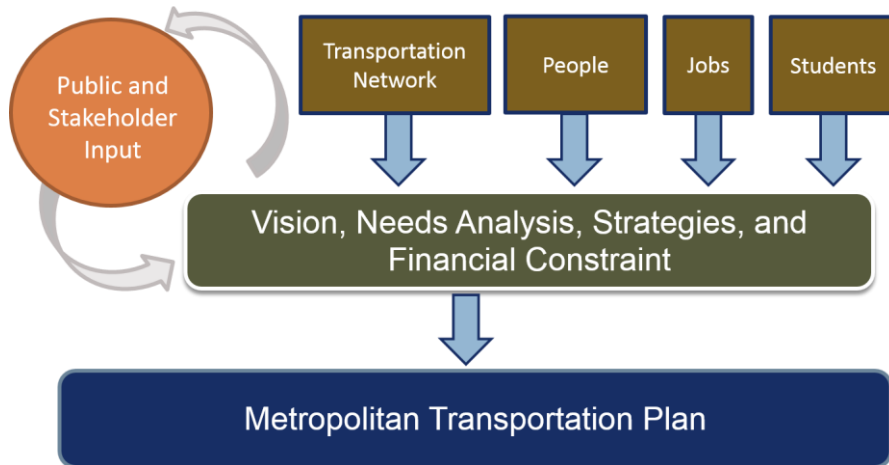 Public and
Stakeholder
Input
Transportation
Network
People
Jobs
Students
Vision, Needs Analysis, Strategies, and
Financial Constraint
Metropolitan Transportation Plan